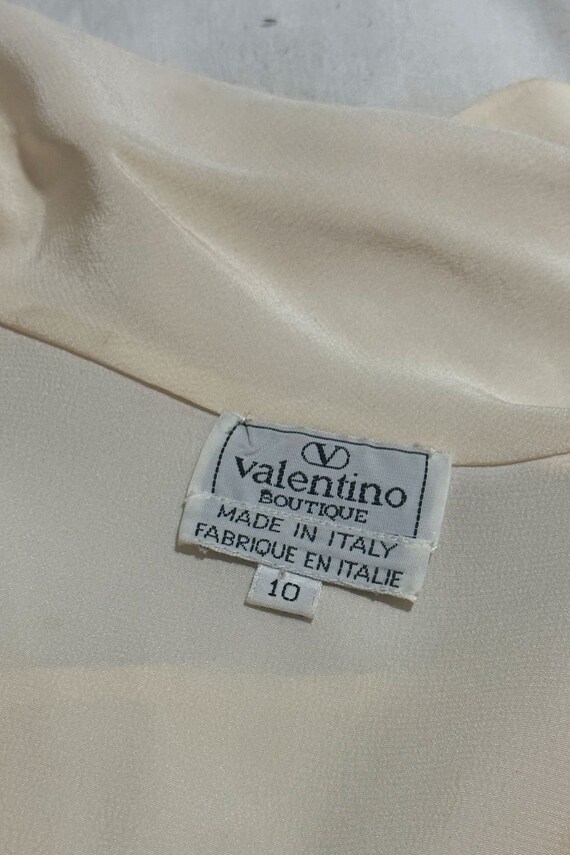 V
Valentino
BOUTIQUE
MADE IN ITALY
FABRIQUE EN ITALIE
10